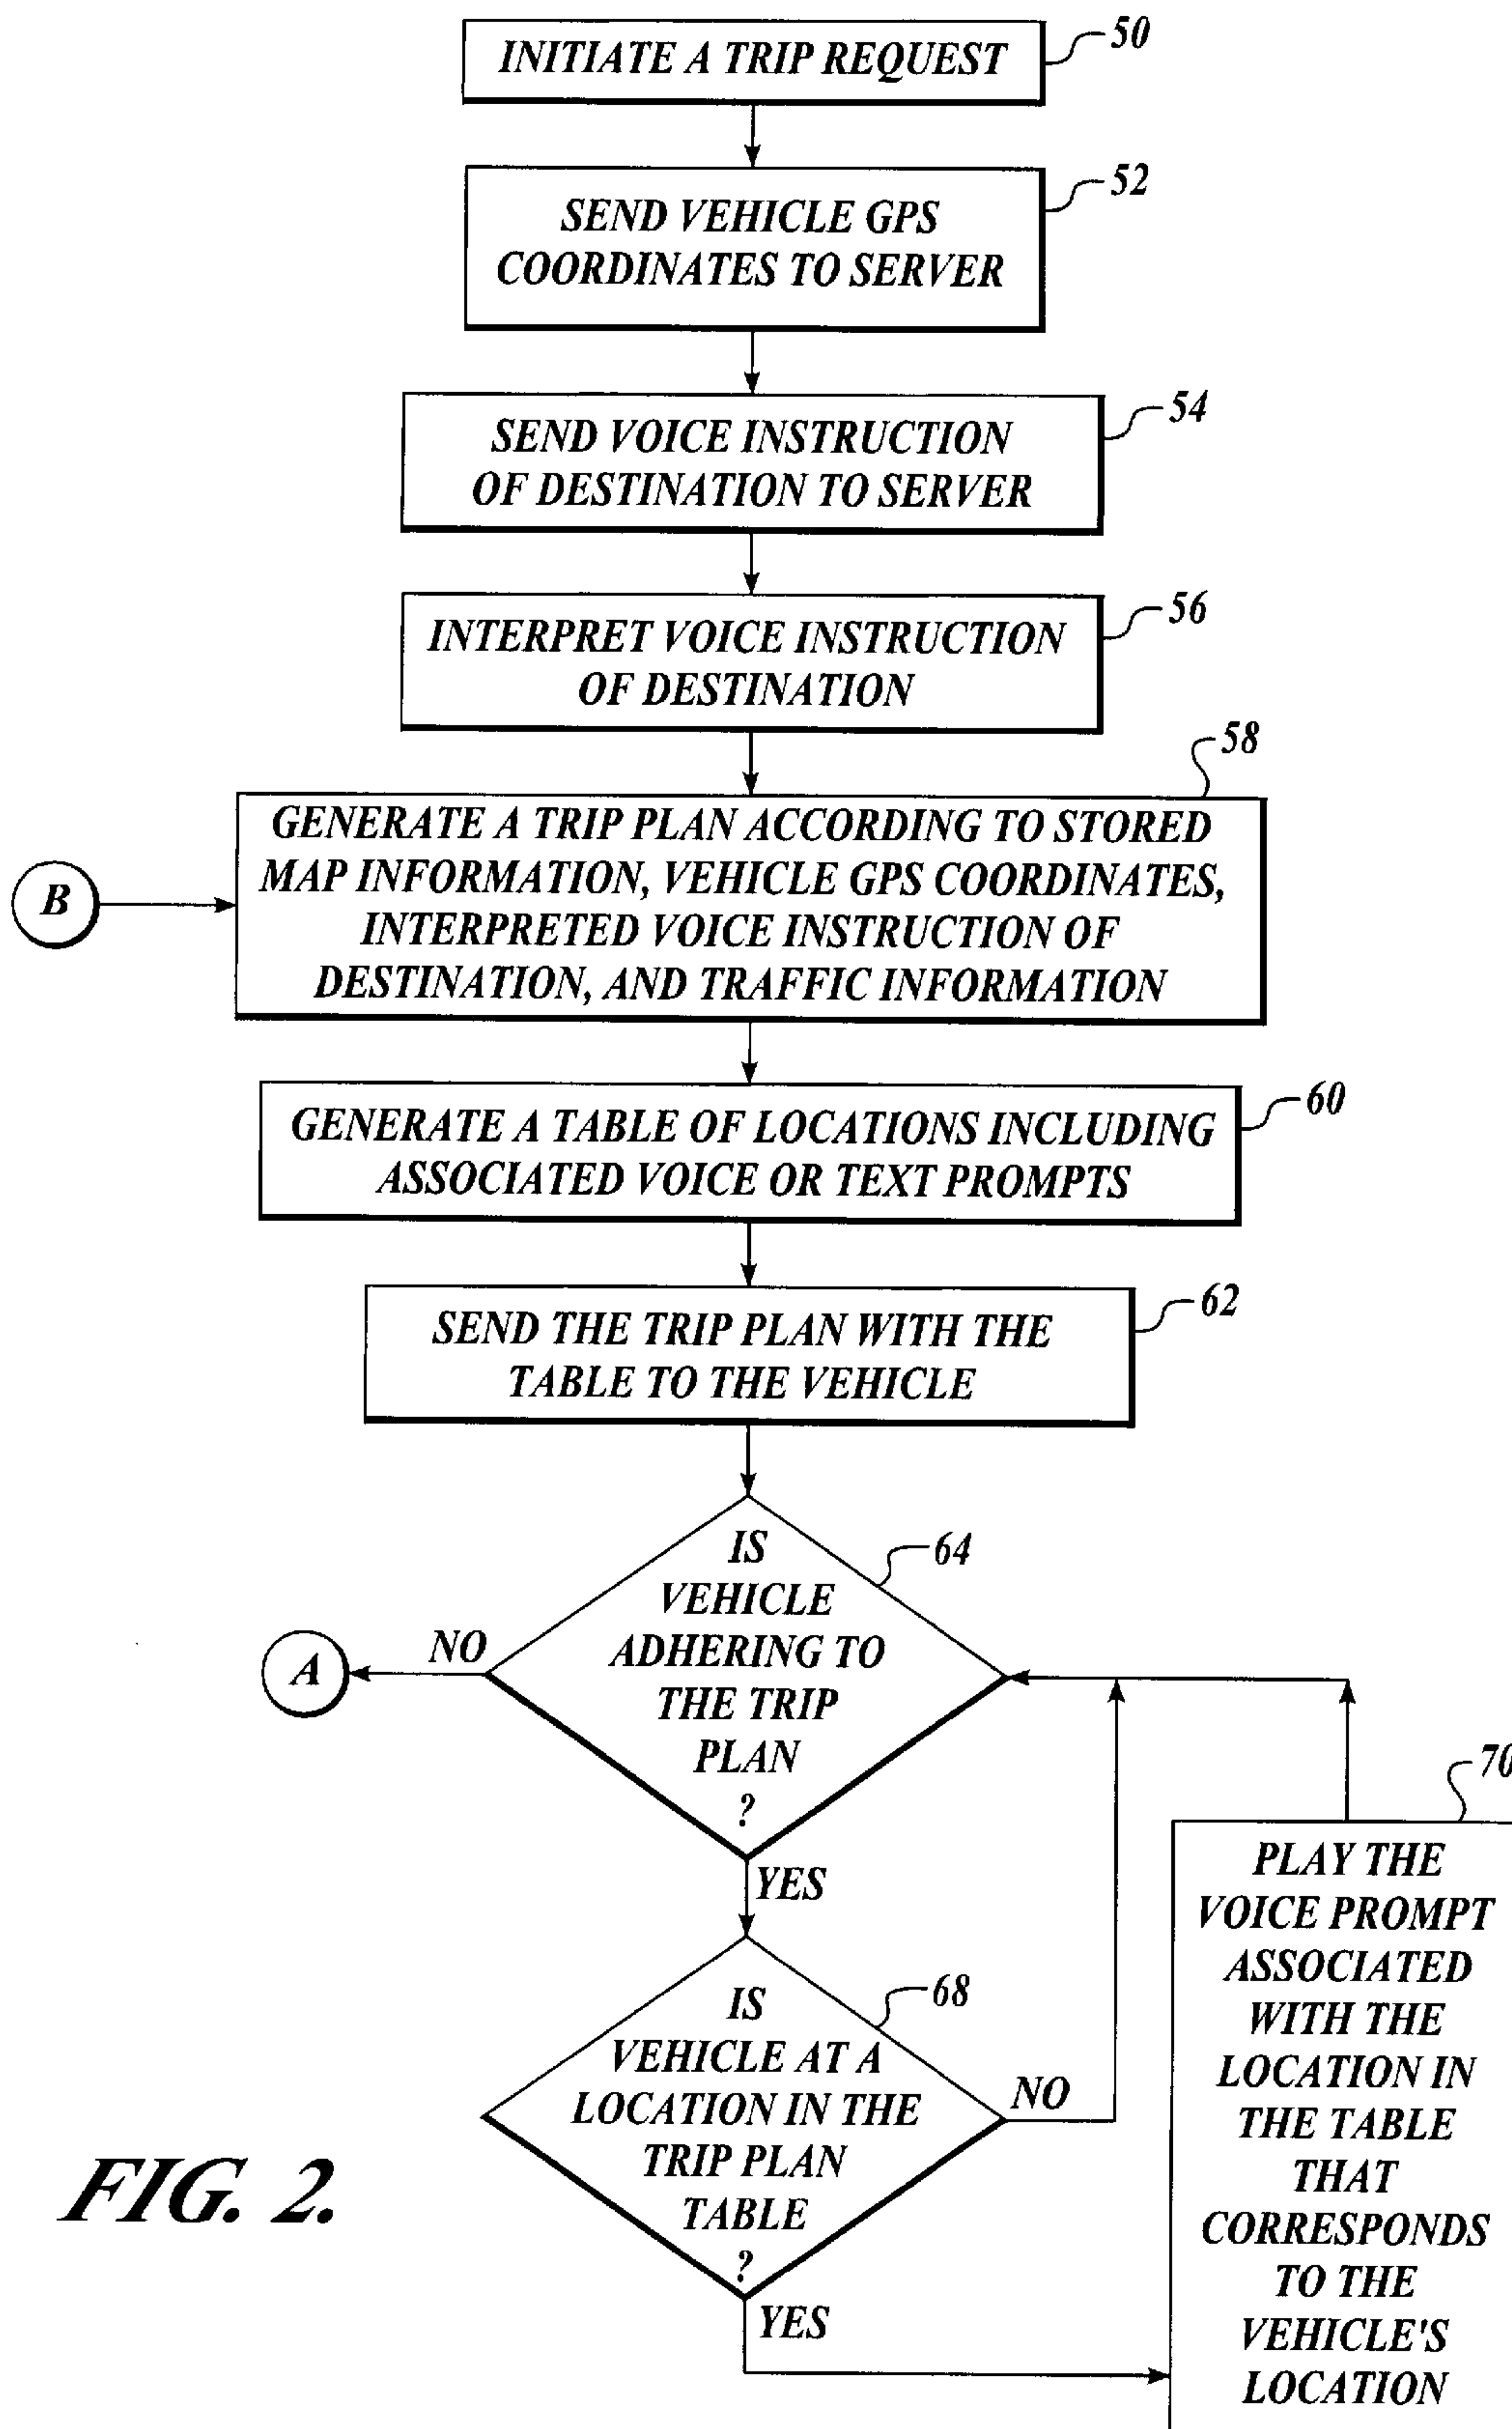 INITIATE A TRIP REQUEST
50
SEND VEHICLE GPS
COORDINATES TO SERVER
52
SEND VOICE INSTRUCTION
OF DESTINATION TO SERVER
54
INTERPRET VOICE INSTRUCTION
OF DESTINATION
56
58
GENERATE A TRIP PLAN ACCORDING TO STORED
MAP INFORMATION, VEHICLE GPS COORDINATES,
INTERPRETED VOICE INSTRUCTION OF
DESTINATION, AND TRAFFIC INFORMATION
B
GENERATE A TABLE OF LOCATIONS INCLUDING
ASSOCIATED VOICE OR TEXT PROMPTS
60
SEND THE TRIP PLAN WITH THE
TABLE TO THE VEHICLE
62
IS
VEHICLE
ADHERING TO
THE TRIP
PLAN
?
64
NO
A
YES
IS
VEHICLE AT A
LOCATION IN THE
TRIP PLAN
TABLE
?
68
NO
YES
70
PLAY THE
VOICE PROMPT
ASSOCIATED
WITH THE
LOCATION IN
THE TABLE
THAT
CORRESPONDS
TO THE
VEHICLE'S
LOCATION
FIG. 2.